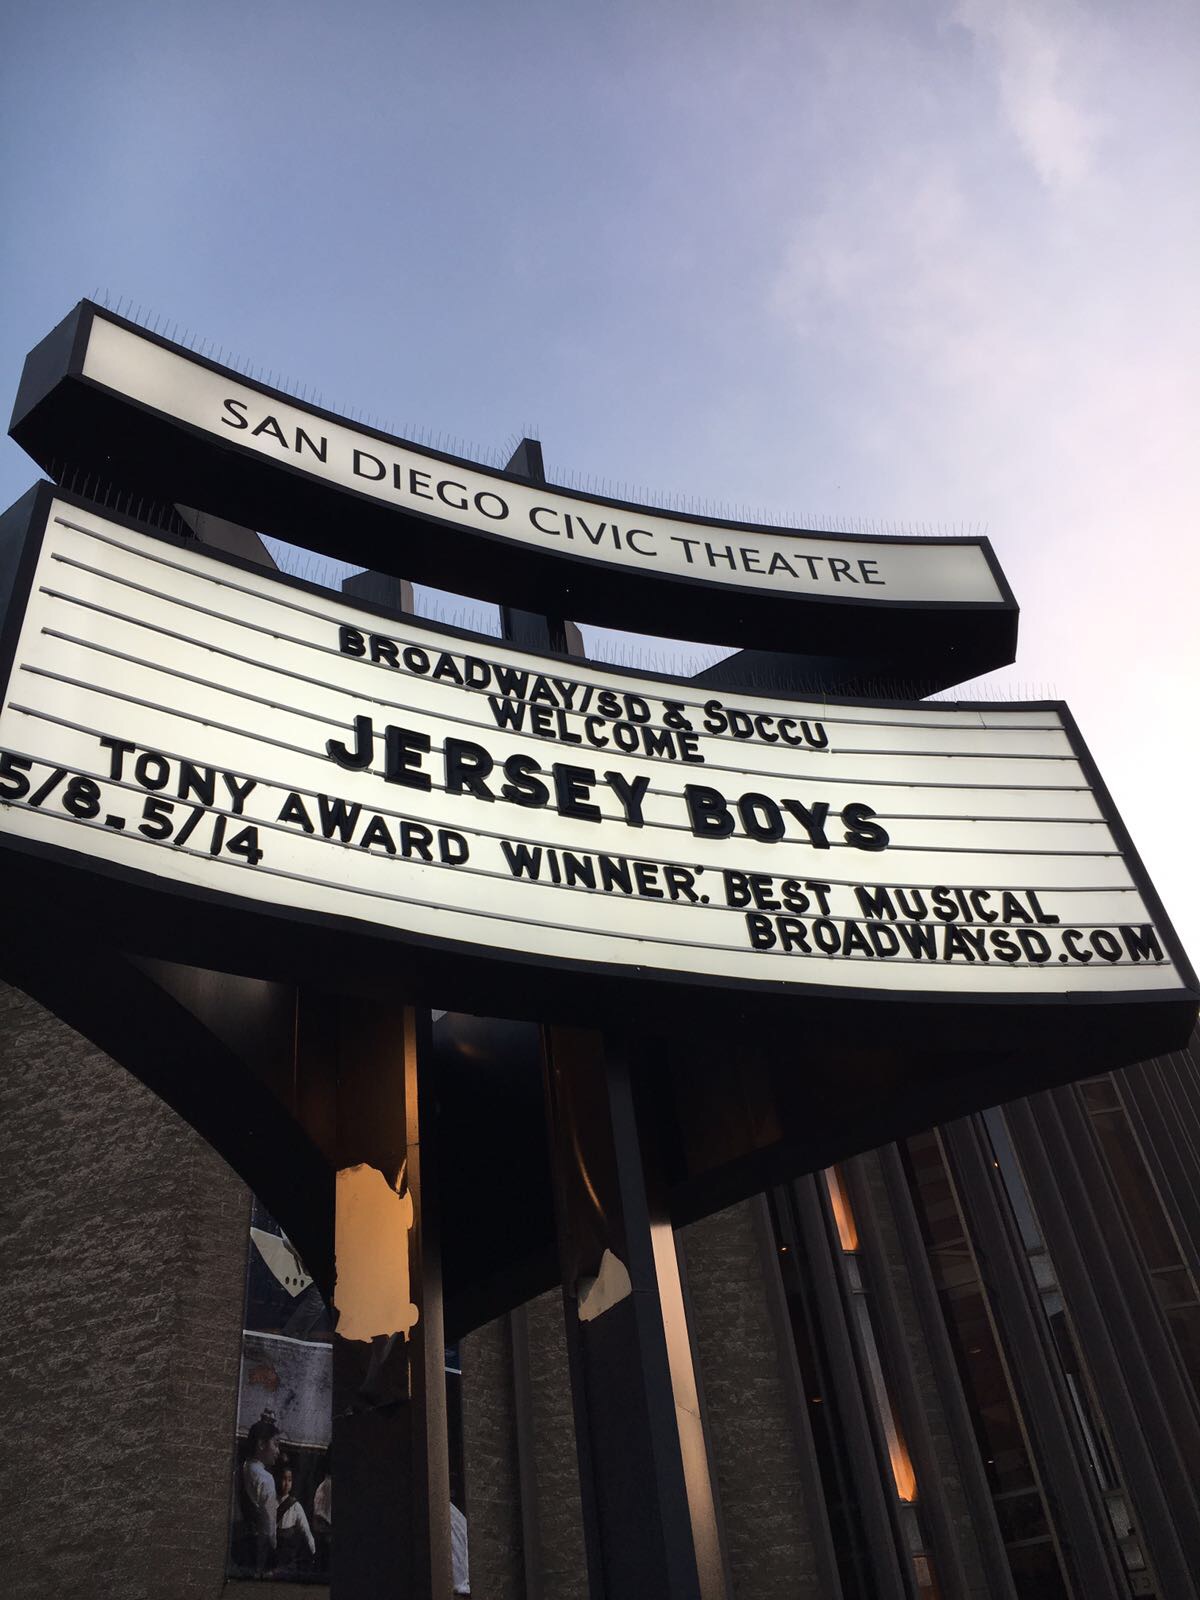 SAN DIEGO CIVIC THEATRE
BROADWAY/SD & SDCCU
WELCOME
JERSEY BOYS
TONY AWARD WINNER: BEST MUSICAL
5/8-5/14 BROADWAYSD.COM